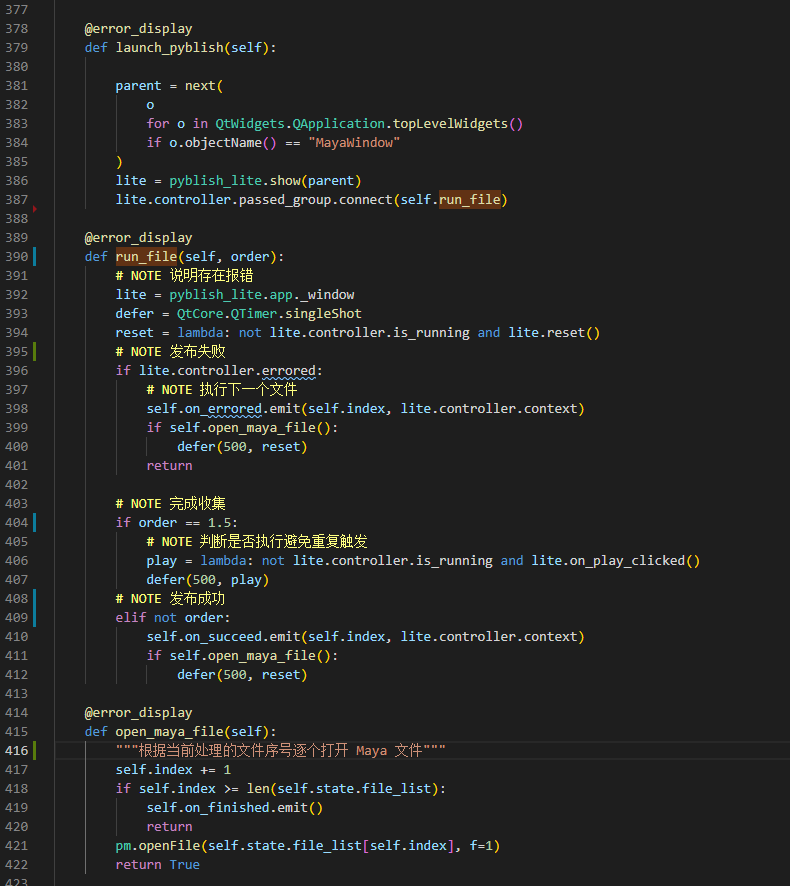 377
378 @error_display
379 def launch_pyblish(self):
380
381 parent = next(
382 o
383 for o in QtWidgets.QApplication.topLevelWidgets()
384 if o.objectName() == "MayaWindow"
385 )
386 lite = pyblish_lite.show(parent)
387 lite.controller.passed_group.connect(self.run_file)
388
389 @error_display
390 def run_file(self, order):
391 # NOTE 说明存在报错
392 lite = pyblish_lite.app._window
393 defer = QtCore.QTimer.singleShot
394 reset = lambda: not lite.controller.is_running and lite.reset()
395 # NOTE 发布失败
396 if lite.controller.errored:
397 # NOTE 执行下一个文件
398 self.on_errored.emit(self.index, lite.controller.context)
399 if self.open_maya_file():
400 defer(500, reset)
401 return
402
403 # NOTE 完成收集
404 if order == 1.5:
405 # NOTE 判断是否执行避免重复触发
406 play = lambda: not lite.controller.is_running and lite.on_play_clicked()
407 defer(500, play)
408 # NOTE 发布成功
409 elif not order:
410 self.on_succeed.emit(self.index, lite.controller.context)
411 if self.open_maya_file():
412 defer(500, reset)
413
414 @error_display
415 def open_maya_file(self):
416 """根据当前处理的文件序号逐个打开 Maya 文件"""
417 self.index += 1
418 if self.index >= len(self.state.file_list):
419 self.on_finished.emit()
420 return
421 pm.openFile(self.state.file_list[self.index], f=1)
422 return True
423